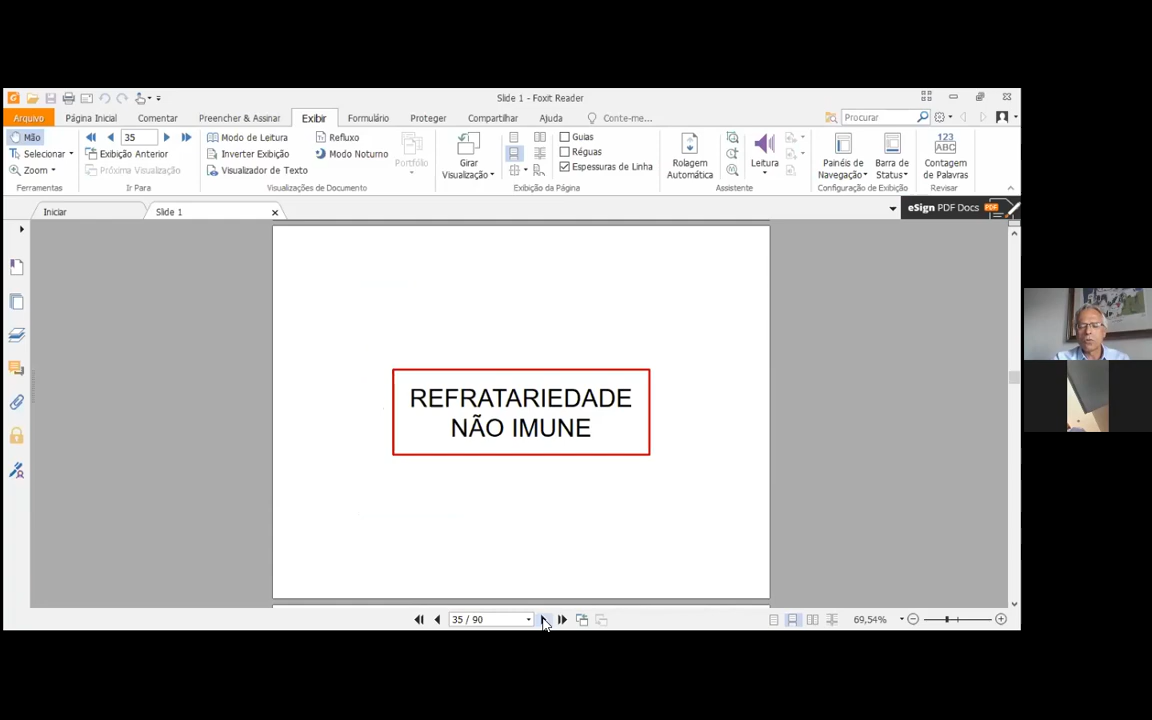 Slide 1 - Foxit Reader
Arquivo Página Inicial Comentar Preencher & Assinar Exibir Formulário Proteger Compartilhar Ajuda Conte-me... Procurar
Mão 35 Modo de Leitura Refluxo Guias
Selecionar Exibição Anterior Inverter Exibição Modo Noturno Réguas
Zoom Próxima Visualização Visualizador de Texto Espessuras de Linha
Portfólio
Girar Visualização
Rolagem Automática
Leitura
Painéis de Navegação
Barra de Status
123 ABC
Contagem de Palavras
Ferramentas Ir Para Visualizações de Documento Exibição da Página Assistente Configuração de Exibição Revisar
Iniciar Slide 1 eSign PDF Docs
REFRATARIEDADE
NÃO IMUNE
35 / 90 69,54%